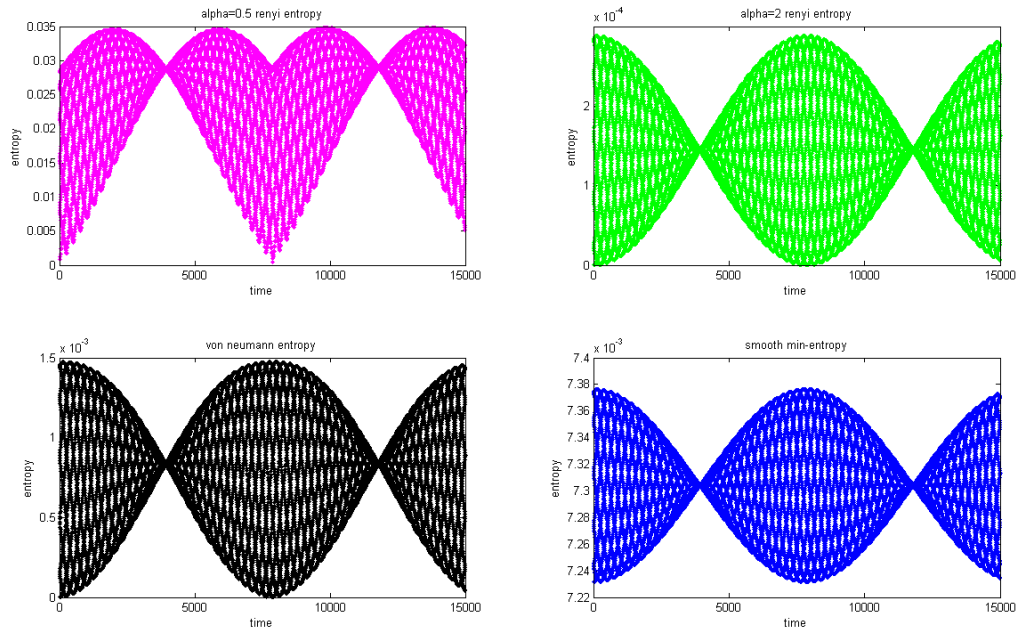 alpha=0.5 renyi entropy
0.035
0.03
0.025
0.02
0.015
0.01
0.005
0
entropy
0
5000
10000
15000
time
alpha=2 renyi entropy
x 10^-4
2
1
0
entropy
0
5000
10000
15000
time
von neumann entropy
x 10^-3
1.5
1
0.5
0
entropy
0
5000
10000
15000
time
smooth min-entropy
x 10^-3
7.4
7.38
7.36
7.34
7.32
7.3
7.28
7.26
7.24
7.22
entropy
0
5000
10000
15000
time